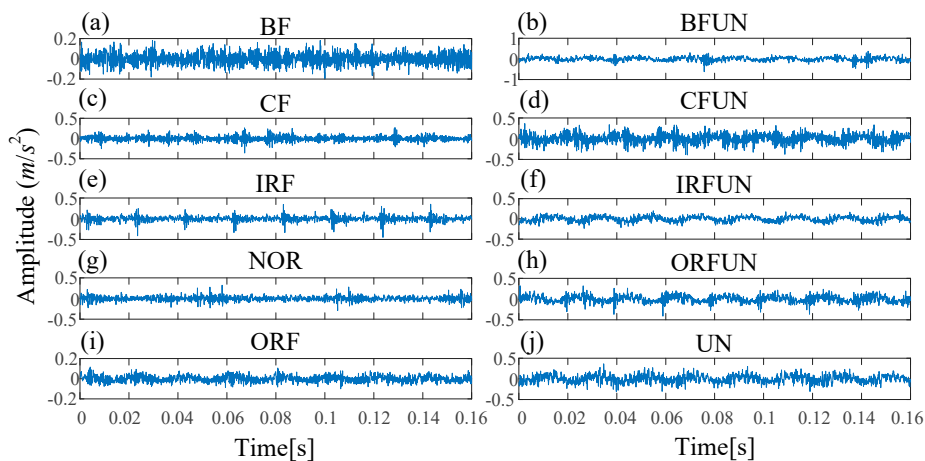 (a) BF
0.2
0
-0.2
(b) BFUN
1
0
-1
(c) CF
0.5
0
-0.5
(d) CFUN
0.5
0
-0.5
(e) IRF
0.5
0
-0.5
(f) IRFUN
0.5
0
-0.5
(g) NOR
0.5
0
-0.5
(h) ORFUN
0.5
0
-0.5
(i) ORF
0.2
0
-0.2
0 0.02 0.04 0.06 0.08 0.1 0.12 0.14 0.16
Time[s]
(j) UN
0.5
0
-0.5
0 0.02 0.04 0.06 0.08 0.1 0.12 0.14 0.16
Time[s]
Amplitude (m/s²)